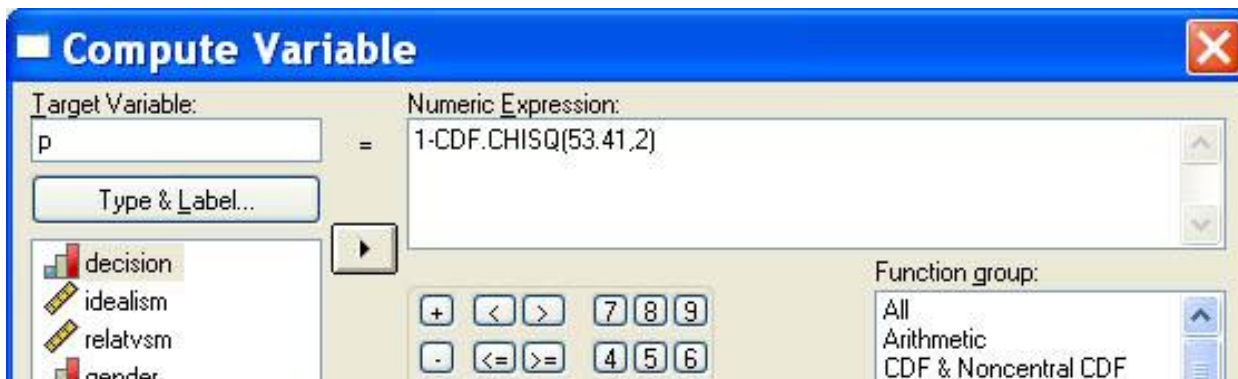 Compute Variable
Target Variable:
Numeric Expression:
p
=
1-CDF.CHISQ(53.41,2)
Type & Label...
decision
idealism
relatvsm
gender
+ < > 7 8 9
- <= >= 4 5 6
Function group:
All
Arithmetic
CDF & Noncentral CDF